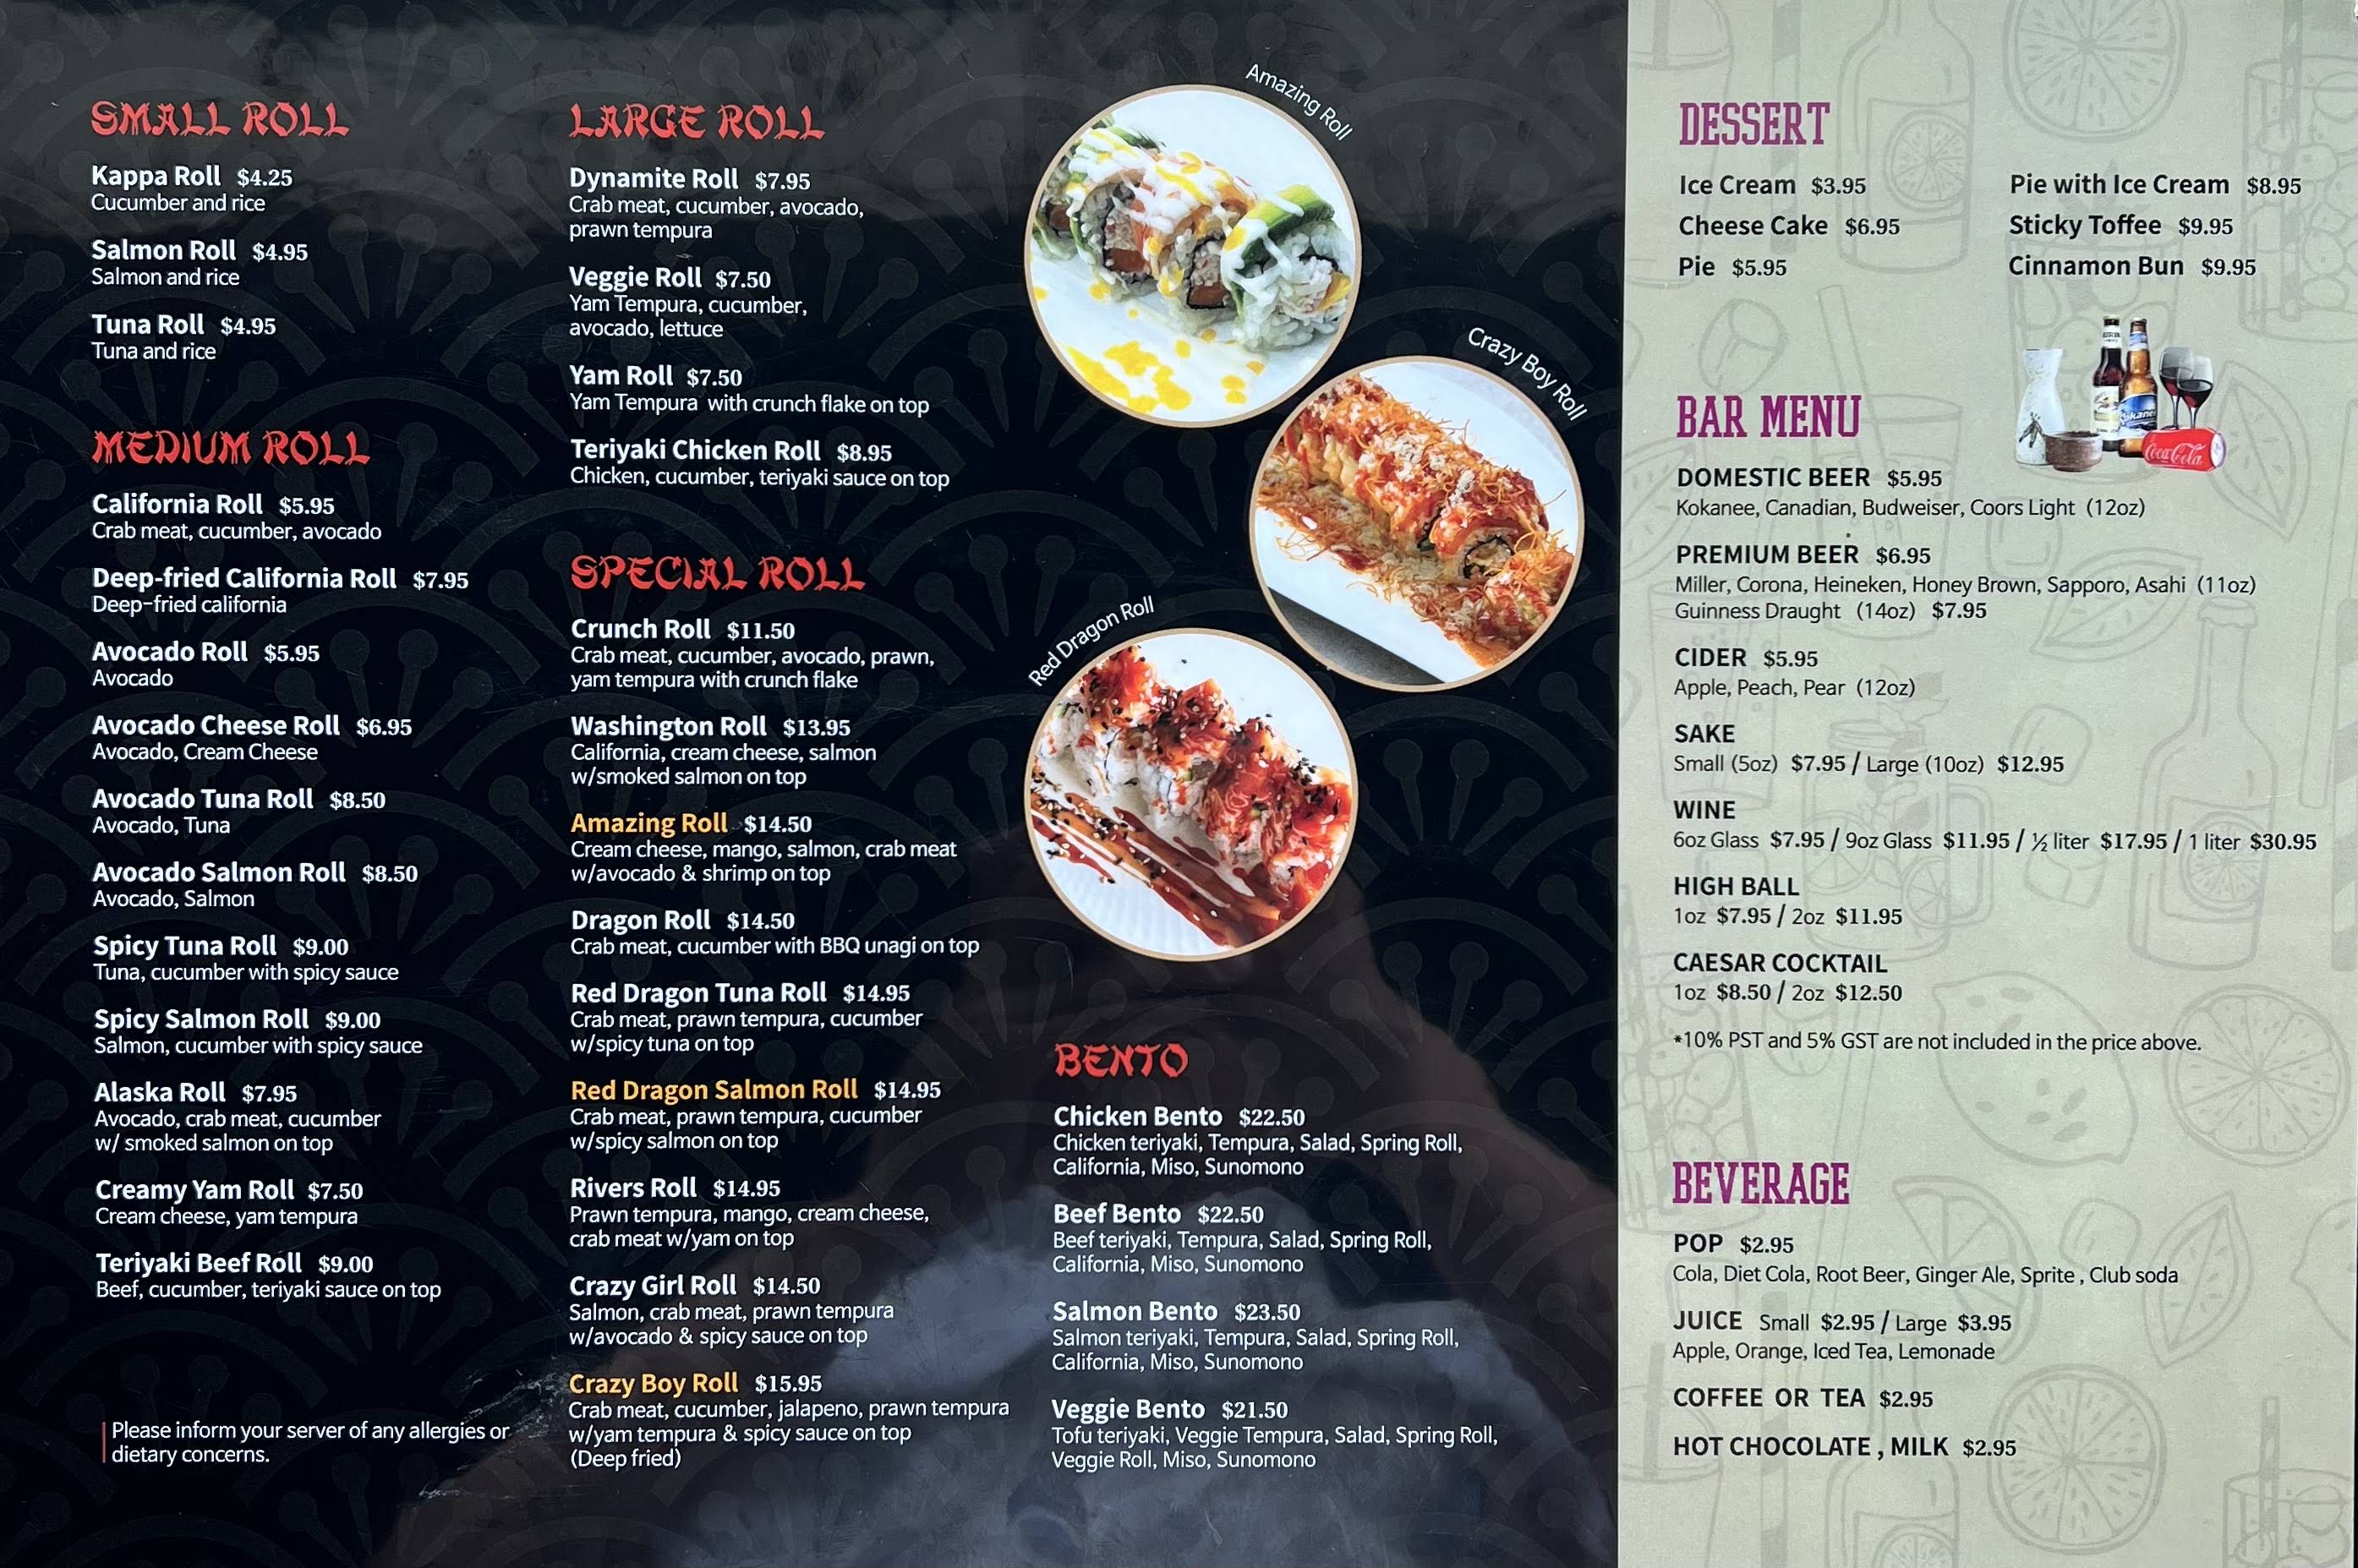 SMALL ROLL
Kappa Roll $4.25
Cucumber and rice
Salmon Roll $4.95
Salmon and rice
Tuna Roll $4.95
Tuna and rice
MEDIUM ROLL
California Roll $5.95
Crab meat, cucumber, avocado
Deep-fried California Roll $7.95
Deep-fried california
Avocado Roll $5.95
Avocado
Avocado Cheese Roll $6.95
Avocado, Cream Cheese
Avocado Tuna Roll $8.50
Avocado, Tuna
Avocado Salmon Roll $8.50
Avocado, Salmon
Spicy Tuna Roll $9.00
Tuna, cucumber with spicy sauce
Spicy Salmon Roll $9.00
Salmon, cucumber with spicy sauce
Alaska Roll $7.95
Avocado, crab meat, cucumber
w/ smoked salmon on top
Creamy Yam Roll $7.50
Cream cheese, yam tempura
Teriyaki Beef Roll $9.00
Beef, cucumber, teriyaki sauce on top
Please inform your server of any allergies or
dietary concerns.
LARGE ROLL
Dynamite Roll $7.95
Crab meat, cucumber, avocado,
prawn tempura
Veggie Roll $7.50
Yam Tempura, cucumber,
avocado, lettuce
Yam Roll $7.50
Yam Tempura with crunch flake on top
Teriyaki Chicken Roll $8.95
Chicken, cucumber, teriyaki sauce on top
SPECIAL ROLL
Crunch Roll $11.50
Crab meat, cucumber, avocado, prawn,
yam tempura with crunch flake
Washington Roll $13.95
California, cream cheese, salmon
w/smoked salmon on top
Amazing Roll $14.50
Cream cheese, mango, salmon, crab meat
w/avocado & shrimp on top
Dragon Roll $14.50
Crab meat, cucumber with BBQ unagi on top
Red Dragon Tuna Roll $14.95
Crab meat, prawn tempura, cucumber
w/spicy tuna on top
Red Dragon Salmon Roll $14.95
Crab meat, prawn tempura, cucumber
w/spicy salmon on top
Rivers Roll $14.95
Prawn tempura, mango, cream cheese,
crab meat w/yam on top
Crazy Girl Roll $14.50
Salmon, crab meat, prawn tempura
w/avocado & spicy sauce on top
Crazy Boy Roll $15.95
Crab meat, cucumber, jalapeno, prawn tempura
w/yam tempura & spicy sauce on top
(Deep fried)
Amazing Roll
Crazy Boy Roll
Red Dragon Roll
BENTO
Chicken Bento $22.50
Chicken teriyaki, Tempura, Salad, Spring Roll,
California, Miso, Sunomono
Beef Bento $22.50
Beef teriyaki, Tempura, Salad, Spring Roll,
California, Miso, Sunomono
Salmon Bento $23.50
Salmon teriyaki, Tempura, Salad, Spring Roll,
California, Miso, Sunomono
Veggie Bento $21.50
Tofu teriyaki, Veggie Tempura, Salad, Spring Roll,
Veggie Roll, Miso, Sunomono
DESSERT
Ice Cream $3.95
Cheese Cake $6.95
Pie $5.95
Pie with Ice Cream $8.95
Sticky Toffee $9.95
Cinnamon Bun $9.95
Kokanee
Coca-Cola
BAR MENU
DOMESTIC BEER $5.95
Kokanee, Canadian, Budweiser, Coors Light (12oz)
PREMIUM BEER $6.95
Miller, Corona, Heineken, Honey Brown, Sapporo, Asahi (11oz)
Guinness Draught (14oz) $7.95
CIDER $5.95
Apple, Peach, Pear (12oz)
SAKE
Small (5oz) $7.95 / Large (10oz) $12.95
WINE
6oz Glass $7.95 / 9oz Glass $11.95 / ½ liter $17.95 / 1 liter $30.95
HIGH BALL
1oz $7.95 / 2oz $11.95
CAESAR COCKTAIL
1oz $8.50 / 2oz $12.50
*10% PST and 5% GST are not included in the price above.
BEVERAGE
POP $2.95
Cola, Diet Cola, Root Beer, Ginger Ale, Sprite , Club soda
JUICE Small $2.95 / Large $3.95
Apple, Orange, Iced Tea, Lemonade
COFFEE OR TEA $2.95
HOT CHOCOLATE , MILK $2.95